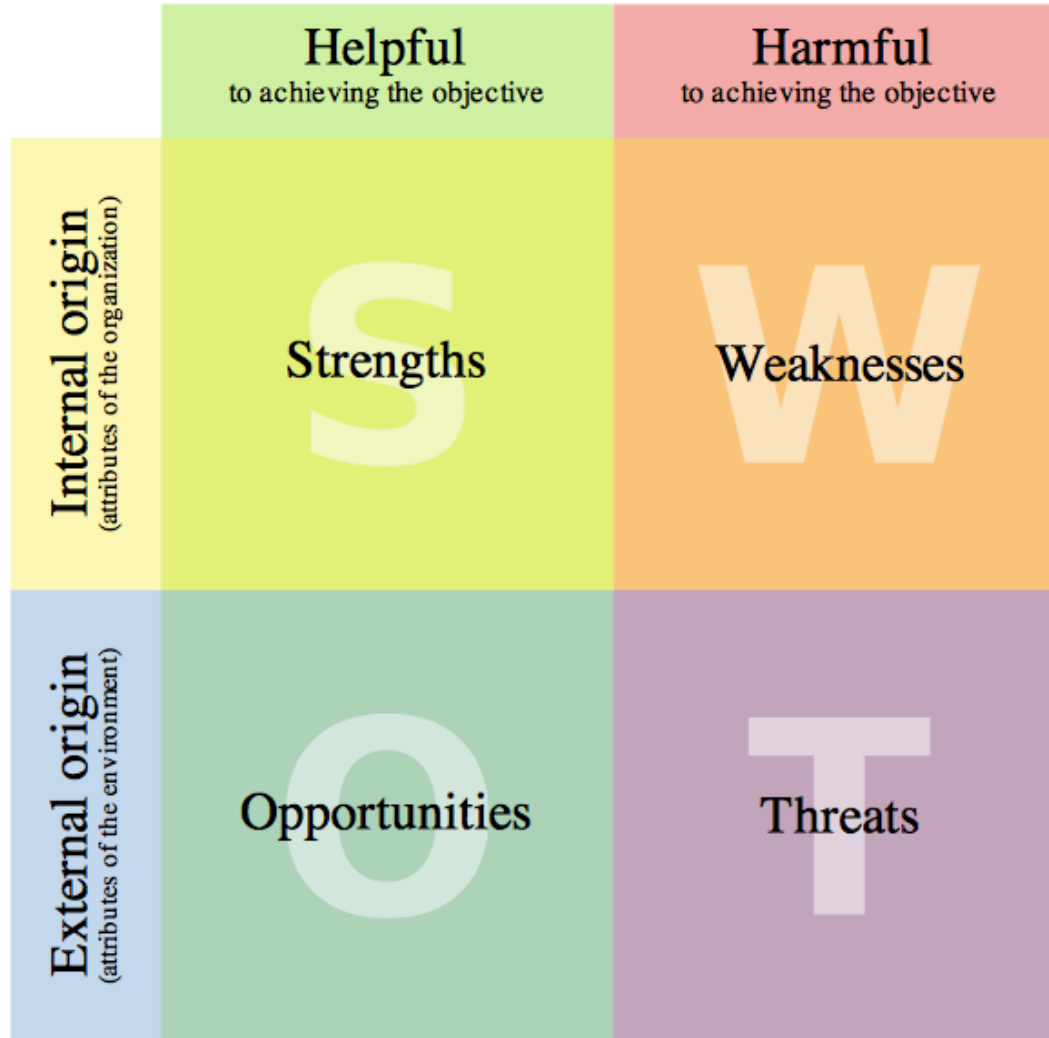 Helpful
to achieving the objective
Harmful
to achieving the objective
Internal origin
(attributes of the organization)
S
Strengths
W
Weaknesses
External origin
(attributes of the environment)
O
Opportunities
T
Threats